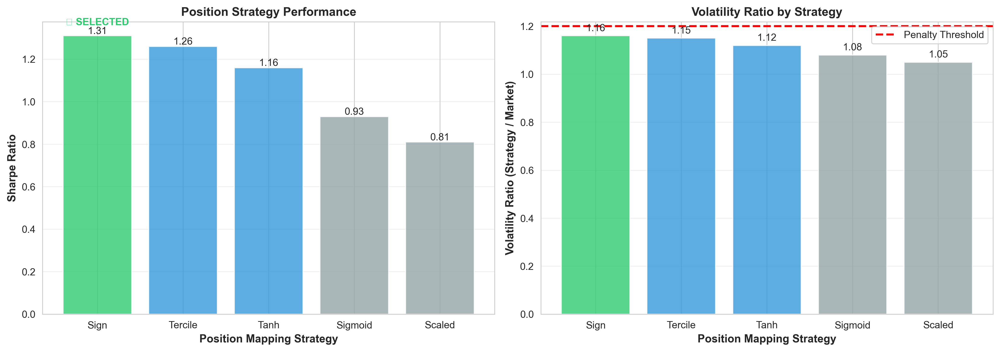 Position Strategy Performance
SELECTED
1.31
1.26
1.16
0.93
0.81
1.2
1.0
0.8
0.6
0.4
0.2
0.0
Sharpe Ratio
Sign Tercile Tanh Sigmoid Scaled
Position Mapping Strategy
Volatility Ratio by Strategy
Penalty Threshold
1.16
1.15
1.12
1.08
1.05
1.2
1.0
0.8
0.6
0.4
0.2
0.0
Volatility Ratio (Strategy / Market)
Sign Tercile Tanh Sigmoid Scaled
Position Mapping Strategy